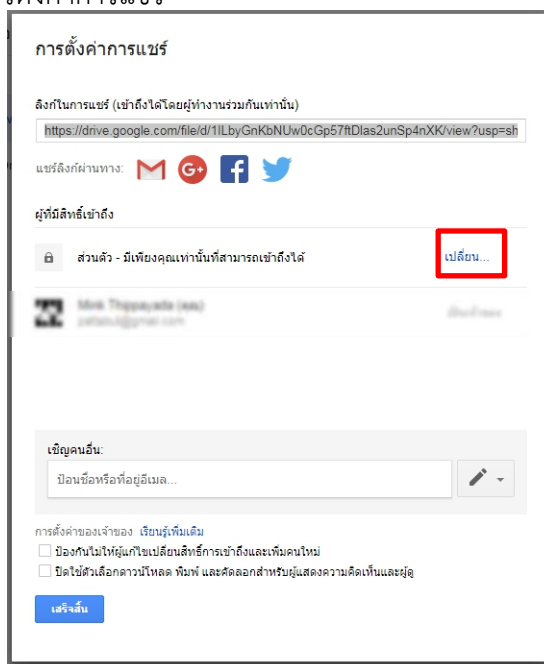 การตั้งค่าการแชร์
ลิงก์ในการแชร์ (เข้าถึงได้โดยผู้ทำงานร่วมกันเท่านั้น)
https://drive.google.com/file/d/1ILbyGnKbNUw0cGp57ftDlas2unSp4nXK/view?usp=sh
แชร์ลิงก์ผ่านทาง:
ผู้ที่มีสิทธิ์เข้าถึง
ส่วนตัว - มีเพียงคุณเท่านั้นที่สามารถเข้าถึงได้ เปลี่ยน...
เชิญคนอื่น:
ป้อนชื่อหรือที่อยู่อีเมล...
การตั้งค่าของเจ้าของ เรียนรู้เพิ่มเติม
ป้องกันไม่ให้ผู้แก้ไขเปลี่ยนสิทธิ์การเข้าถึงและเพิ่มคนใหม่
ปิดใช้ตัวเลือกดาวน์โหลด พิมพ์ และคัดลอกสำหรับผู้แสดงความคิดเห็นและผู้ดู
เสร็จสิ้น